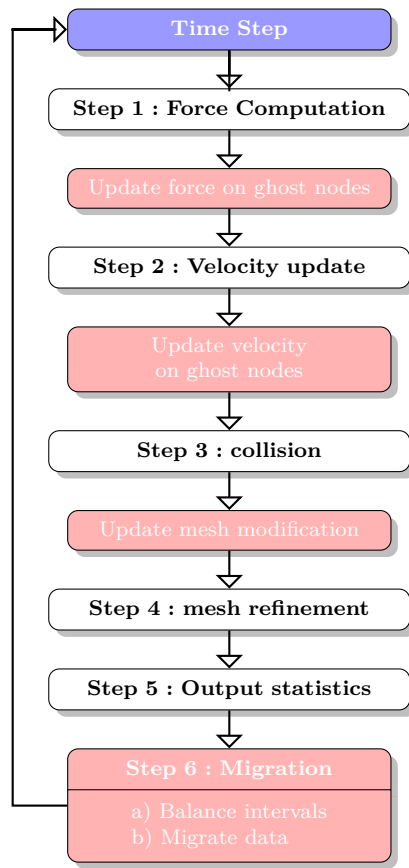 Time Step
Step 1 : Force Computation
Update force on ghost nodes
Step 2 : Velocity update
Update velocity
on ghost nodes
Step 3 : collision
Update mesh modification
Step 4 : mesh refinement
Step 5 : Output statistics
Step 6 : Migration
a) Balance intervals
b) Migrate data